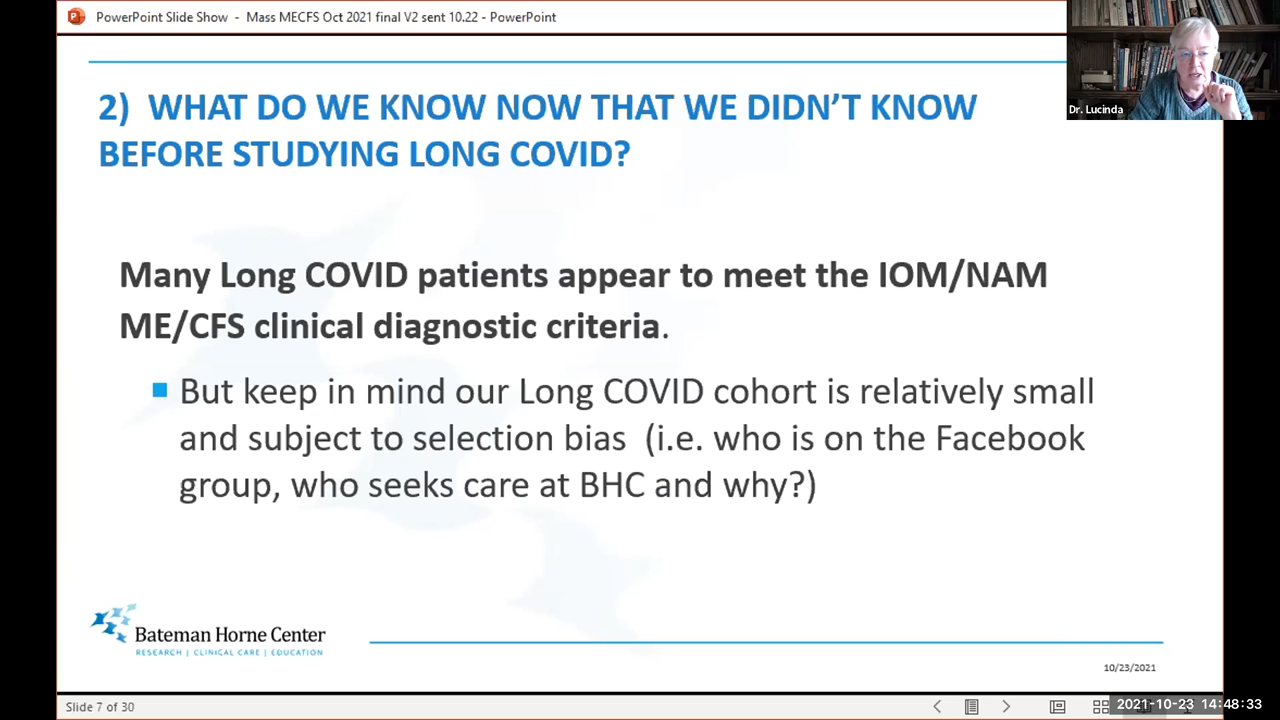 PowerPoint Slide Show - Mass MECFS Oct 2021 final V2 sent 10.22 - PowerPoint
Dr. Lucinda
2) WHAT DO WE KNOW NOW THAT WE DIDN'T KNOW
BEFORE STUDYING LONG COVID?
Many Long COVID patients appear to meet the IOM/NAM
ME/CFS clinical diagnostic criteria.
But keep in mind our Long COVID cohort is relatively small
and subject to selection bias (i.e. who is on the Facebook
group, who seeks care at BHC and why?)
Bateman Horne Center
RESEARCH | CLINICAL CARE | EDUCATION
10/23/2021
Slide 7 of 30
2021-10-23 14:48:33